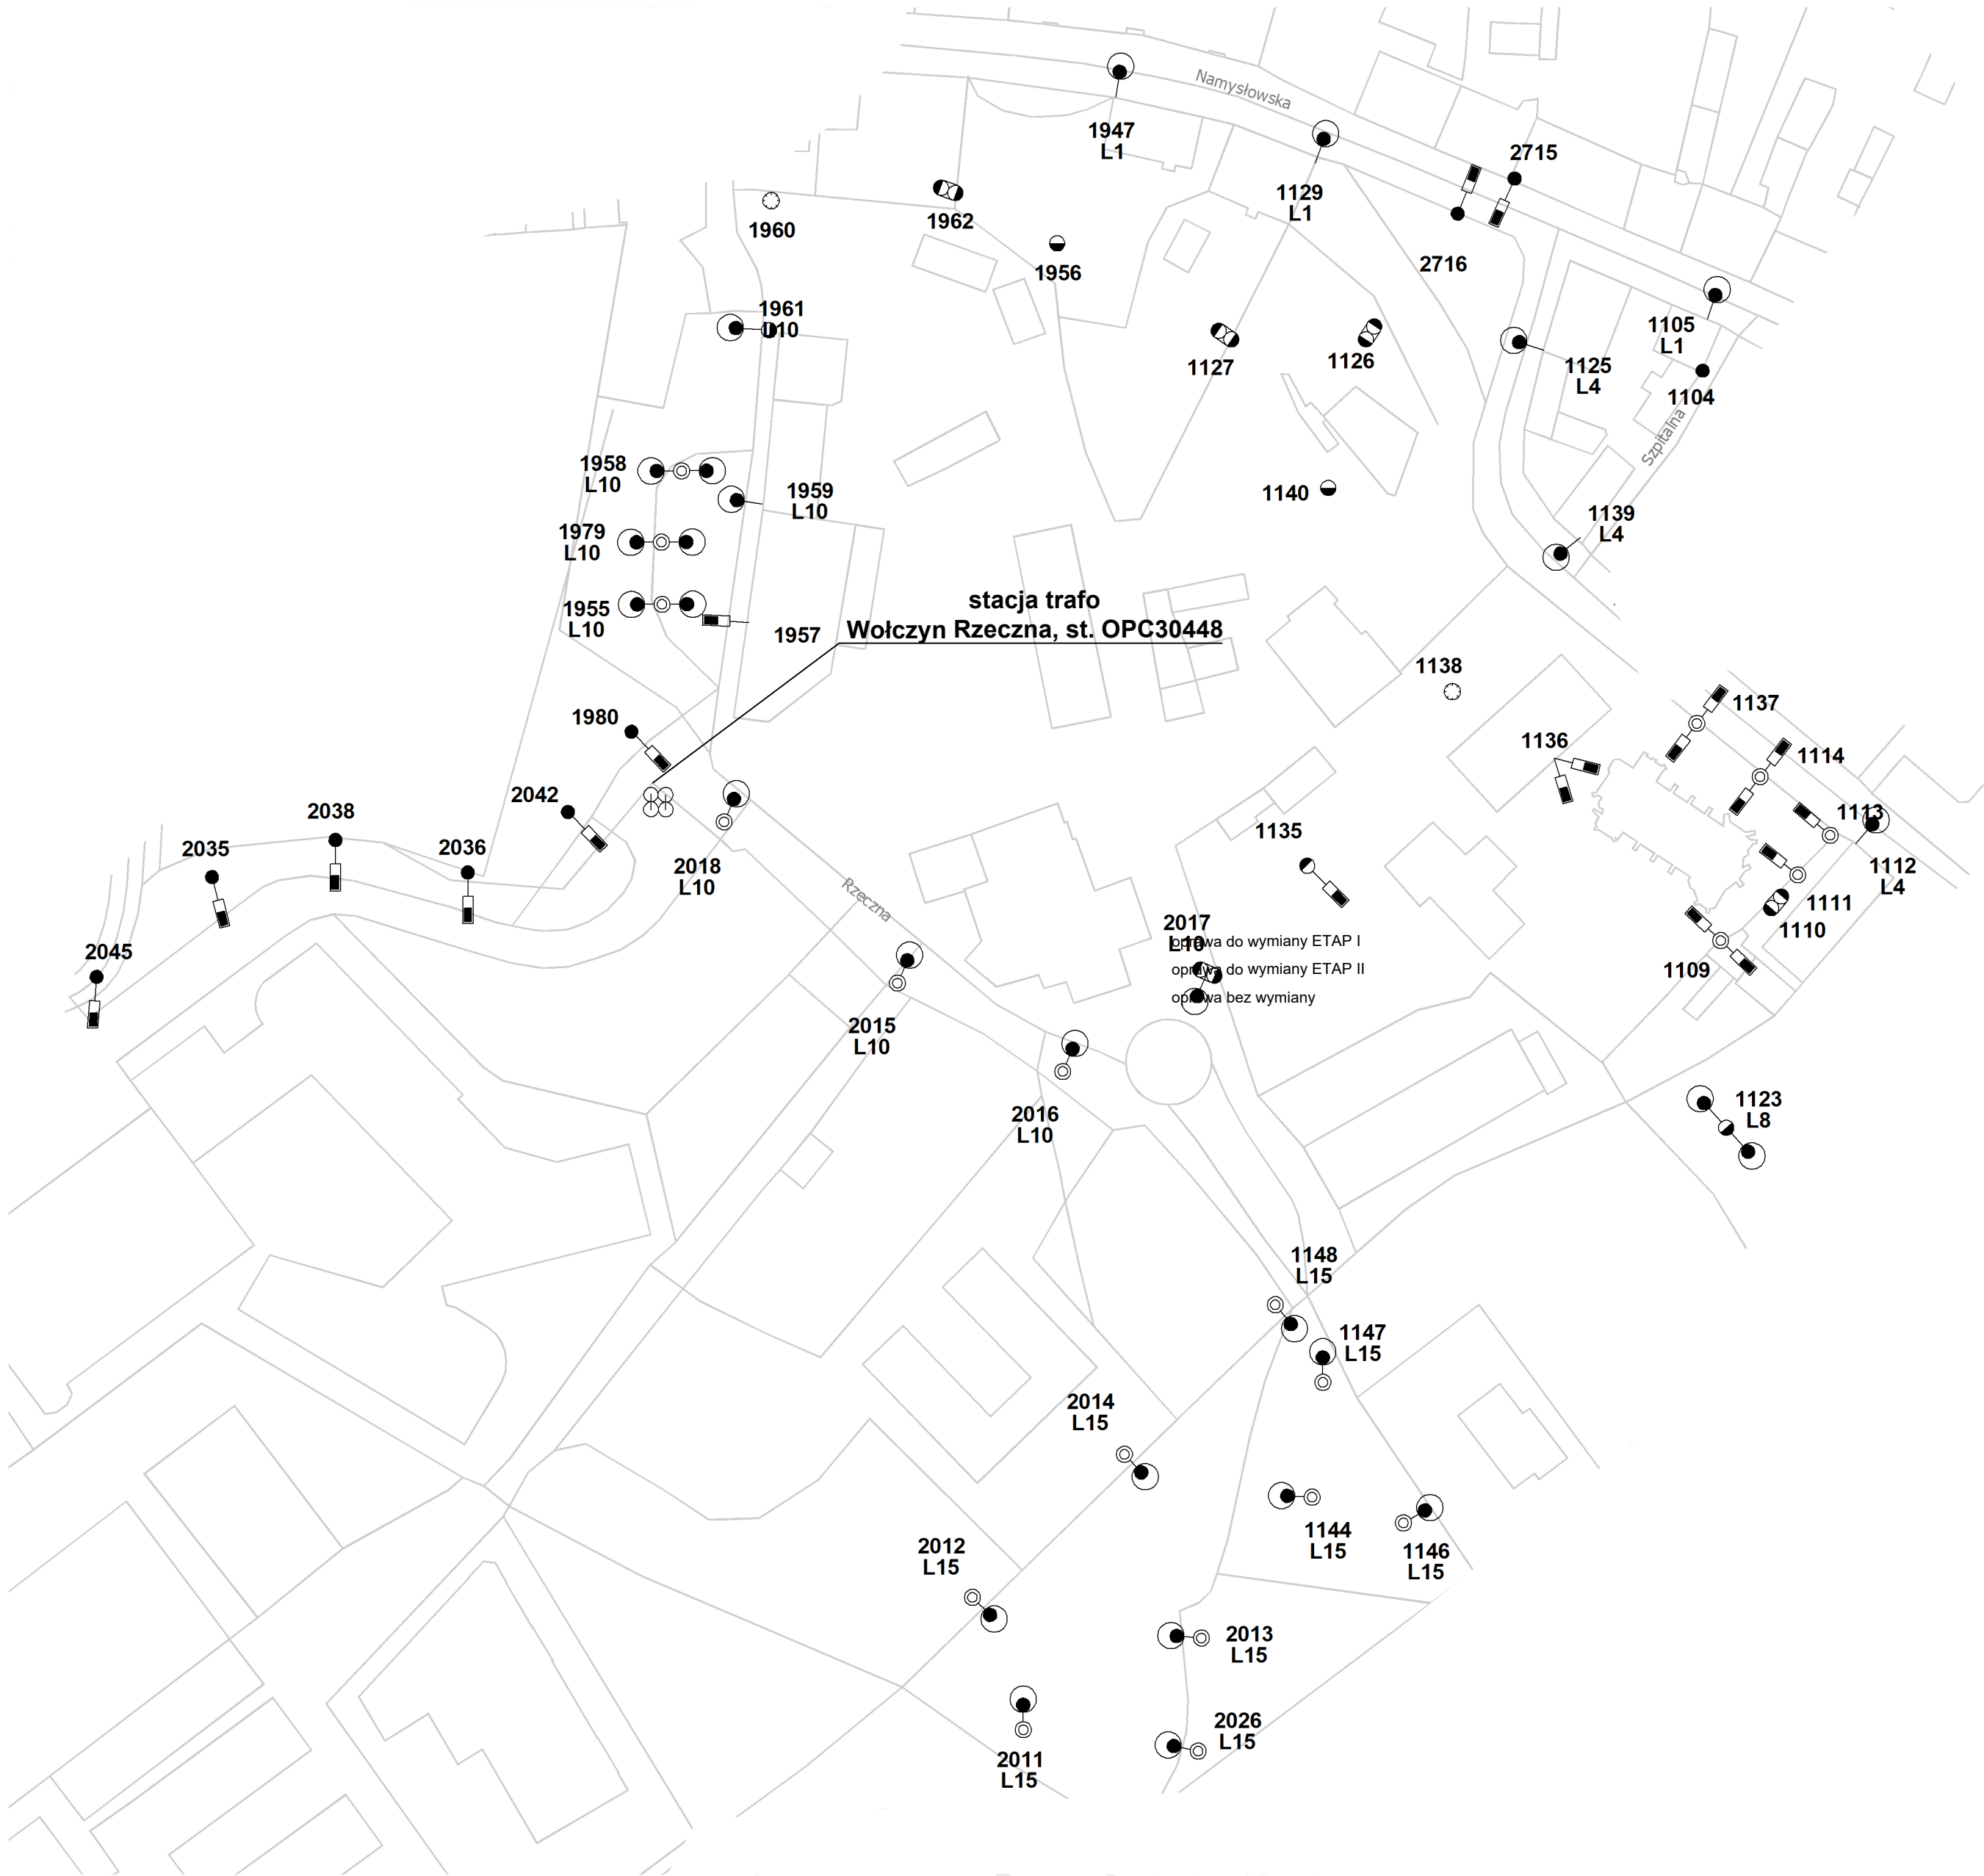 Namysłowska
1947
L1
2715
1129
L1
1962
1960
1956
2716
1961
L10
1105
L1
1127
1126
1125
L4
1104
Szpitalna
1958
L10
1959
L10
1140
1139
L4
1979
L10
1955
L10
1957
stacja trafo
Wołczyn Rzeczna, st. OPC30448
1138
1137
1980
1136
1114
2042
2038
1113
2035
2036
1135
2018
L10
1112
L4
Rzeczna
1111
1110
2017
L10
oprawa do wymiany ETAP I
oprawa do wymiany ETAP II
oprawa bez wymiany
2045
1109
2015
L10
1123
L8
2016
L10
1148
L15
1147
L15
2014
L15
1144
L15
1146
L15
2012
L15
2013
L15
2026
L15
2011
L15